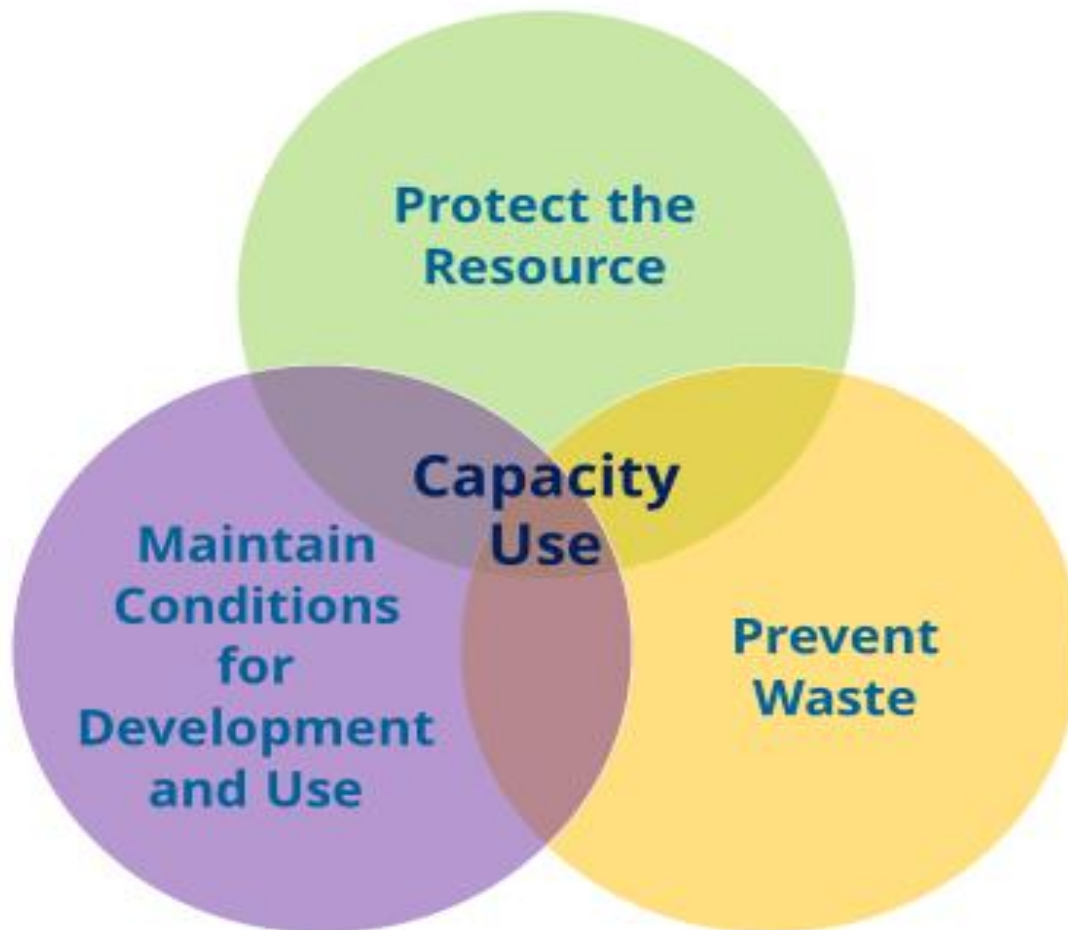 Protect the
Resource
Capacity
Use
Maintain
Conditions
for
Development
and Use
Prevent
Waste